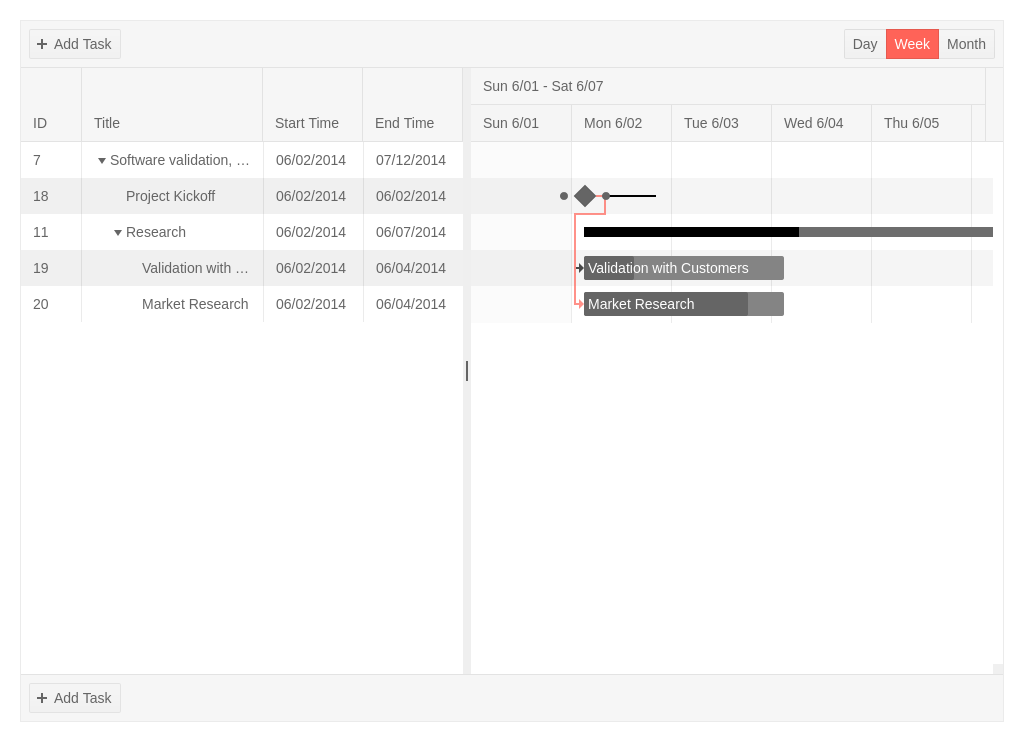 Add Task
Day Week Month
Sun 6/01 - Sat 6/07
ID Title Start Time End Time Sun 6/01 Mon 6/02 Tue 6/03 Wed 6/04 Thu 6/05
7 Software validation, … 06/02/2014 07/12/2014
18 Project Kickoff 06/02/2014 06/02/2014
11 Research 06/02/2014 06/07/2014
19 Validation with … 06/02/2014 06/04/2014 Validation with Customers
20 Market Research 06/02/2014 06/04/2014 Market Research
Add Task